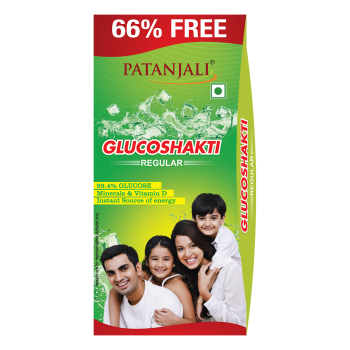 66% FREE
PATANJALI®
GLUCOSHAKTI
REGULAR
99.4% GLUCOSE
Minerals & Vitamin D
Instant Source of energy
GLUCOSHAKTI
REGULAR